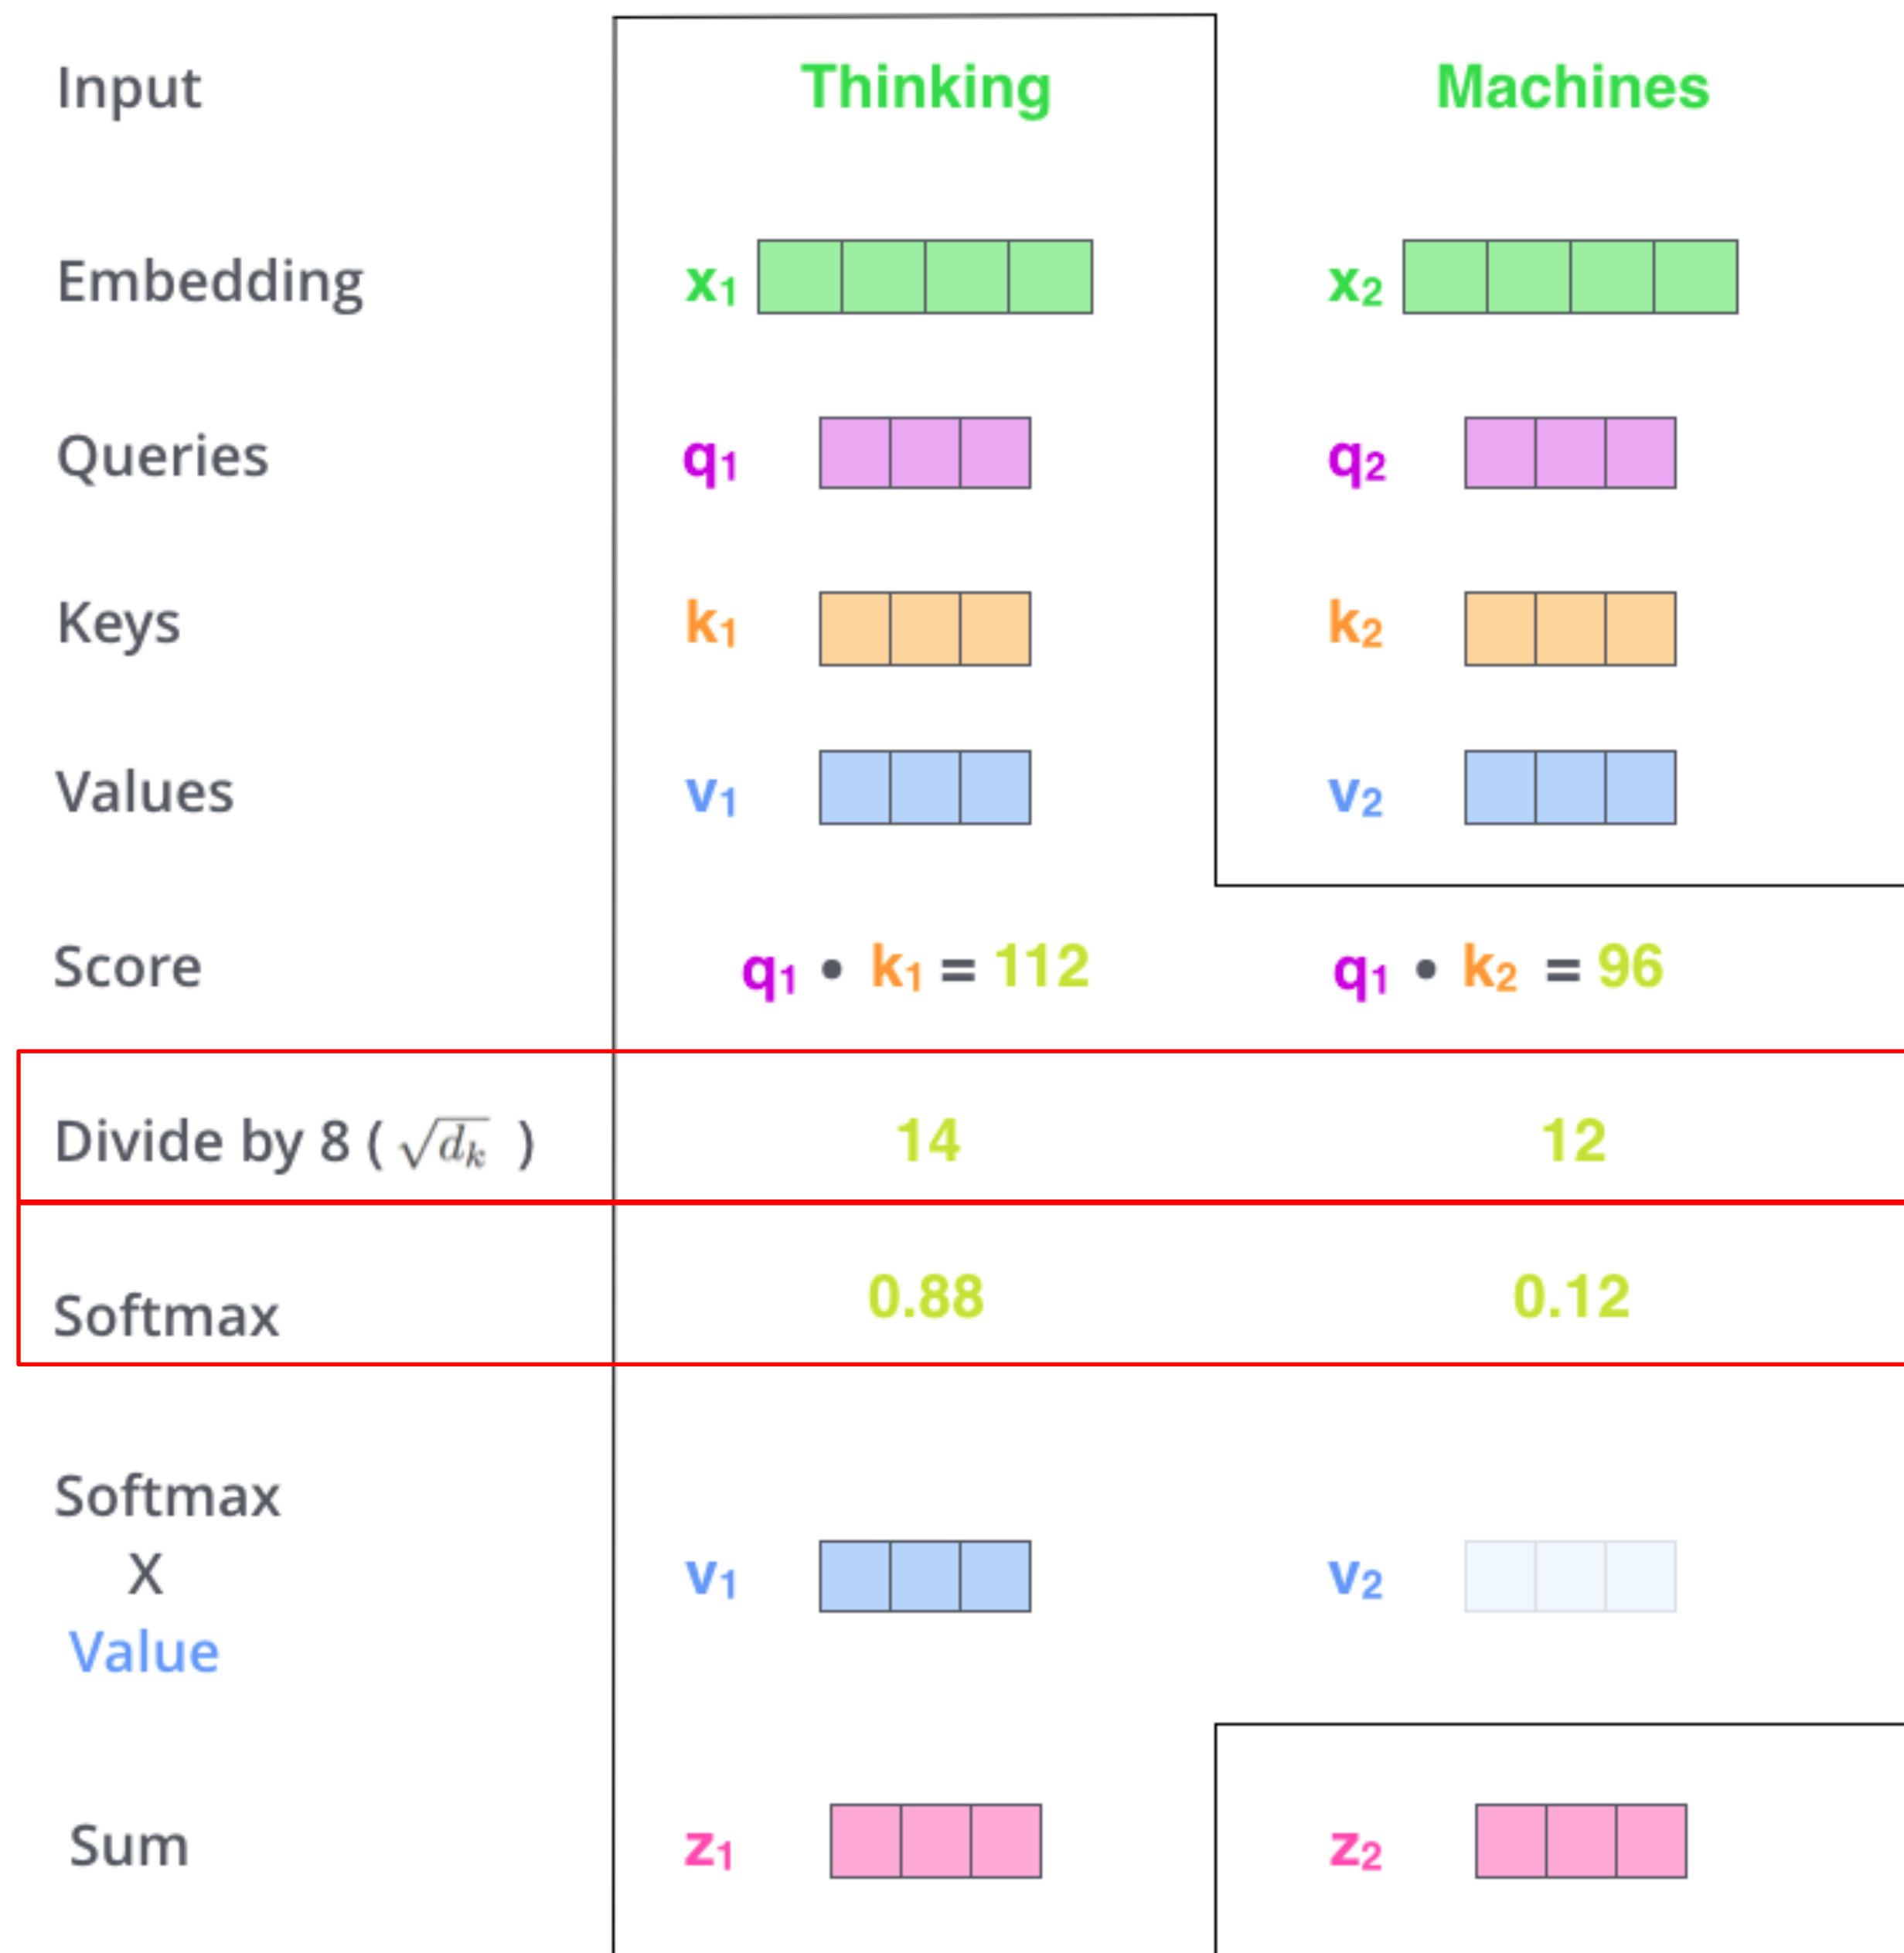 Input Thinking Machines
Embedding x1 x2
Queries q1 q2
Keys k1 k2
Values v1 v2
Score q1 • k1 = 112 q1 • k2 = 96
Divide by 8 ( √dk ) 14 12
Softmax 0.88 0.12
Softmax
X v1 v2
Value
Sum z1 z2